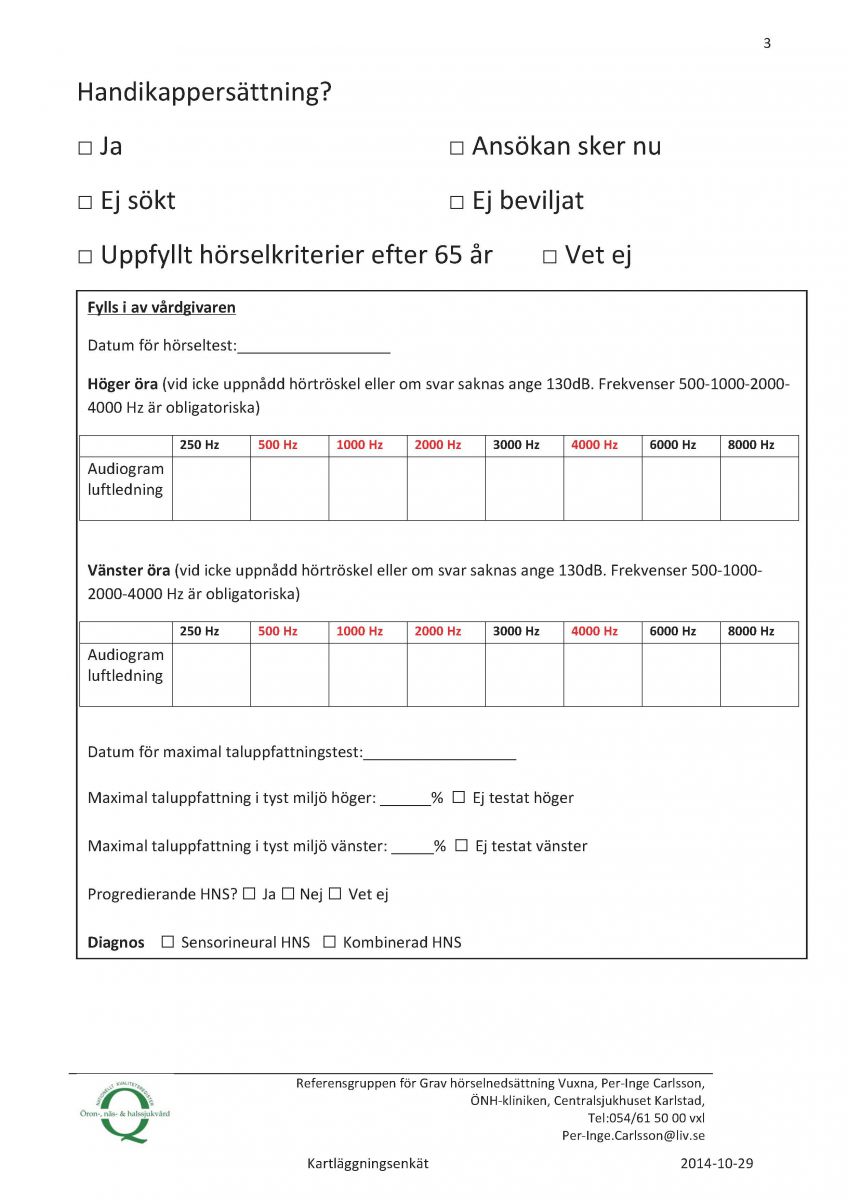 3
Handikappersättning?
☐ Ja ☐ Ansökan sker nu
☐ Ej sökt ☐ Ej beviljat
☐ Uppfyllt hörselkriterier efter 65 år ☐ Vet ej
Fylls i av vårdgivaren
Datum för hörseltest:__________________
Höger öra (vid icke uppnådd hörtröskel eller om svar saknas ange 130dB. Frekvenser 500-1000-2000-
4000 Hz är obligatoriska)
250 Hz 500 Hz 1000 Hz 2000 Hz 3000 Hz 4000 Hz 6000 Hz 8000 Hz
Audiogram
luftledning
Vänster öra (vid icke uppnådd hörtröskel eller om svar saknas ange 130dB. Frekvenser 500-1000-
2000-4000 Hz är obligatoriska)
250 Hz 500 Hz 1000 Hz 2000 Hz 3000 Hz 4000 Hz 6000 Hz 8000 Hz
Audiogram
luftledning
Datum för maximal taluppfattningstest:__________________
Maximal taluppfattning i tyst miljö höger: ______% ☐ Ej testat höger
Maximal taluppfattning i tyst miljö vänster: _____% ☐ Ej testat vänster
Progredierande HNS? ☐ Ja ☐ Nej ☐ Vet ej
Diagnos ☐ Sensorineural HNS ☐ Kombinerad HNS
NATIONELLT KVALITETSREGISTER
Öron-, näs- & halssjukvård
Referensgruppen för Grav hörselnedsättning Vuxna, Per-Inge Carlsson,
ÖNH-kliniken, Centralsjukhuset Karlstad,
Tel:054/61 50 00 vxl
Per-Inge.Carlsson@liv.se
Kartläggningsenkät 2014-10-29